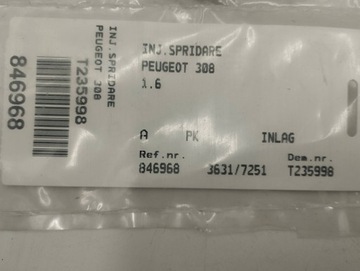 INJ.SPRIDARE
PEUGEOT 308
1.6
A PK INLAG
Ref.nr. Dem.nr.
846968 3631/7251 T235998
INJ.SPRIDARE
PEUGEOT 308
T235998
846968